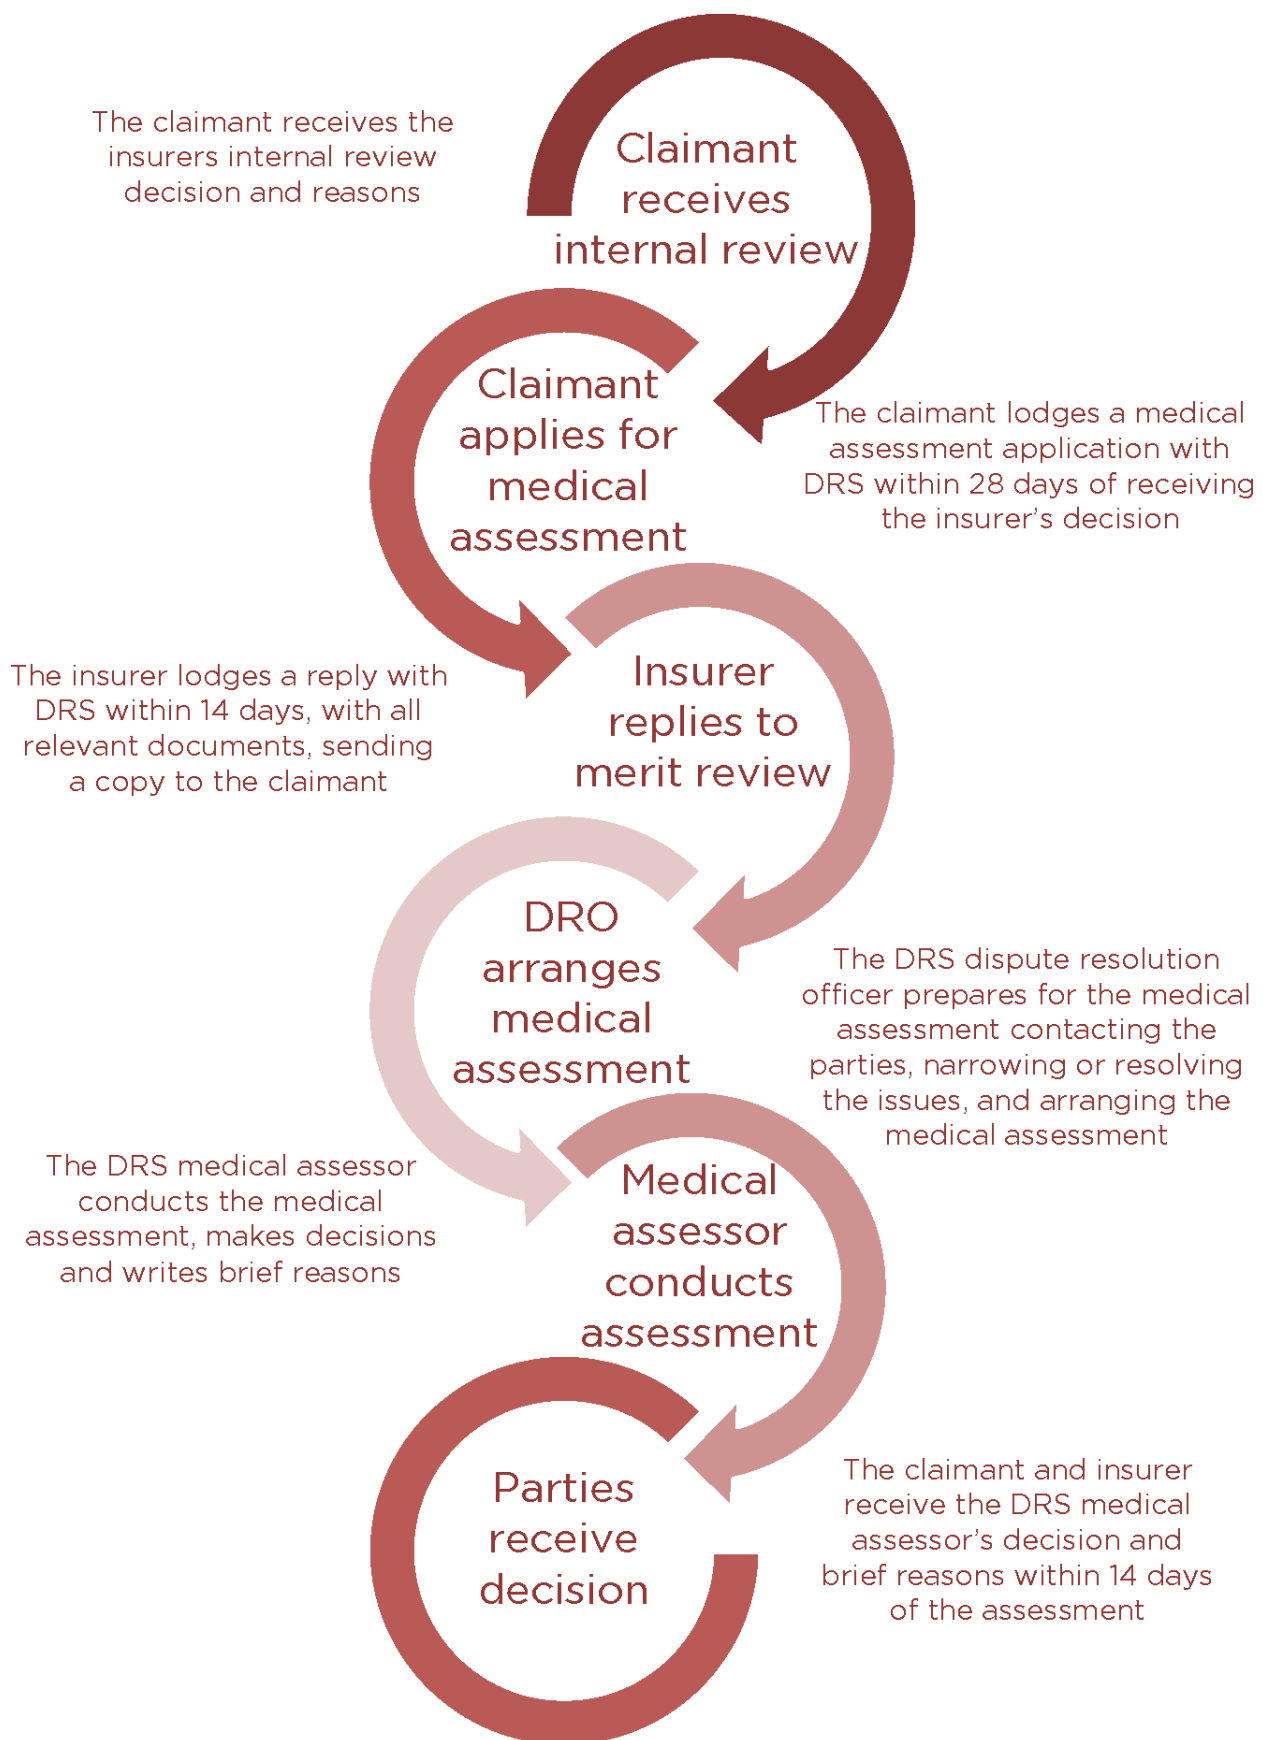 The claimant receives the
insurers internal review
decision and reasons
Claimant
receives
internal review
Claimant
applies for
medical
assessment
The claimant lodges a medical
assessment application with
DRS within 28 days of receiving
the insurer’s decision
The insurer lodges a reply with
DRS within 14 days, with all
relevant documents, sending
a copy to the claimant
Insurer
replies to
merit review
DRO
arranges
medical
assessment
The DRS dispute resolution
officer prepares for the medical
assessment contacting the
parties, narrowing or resolving
the issues, and arranging the
medical assessment
The DRS medical assessor
conducts the medical
assessment, makes decisions
and writes brief reasons
Medical
assessor
conducts
assessment
Parties
receive
decision
The claimant and insurer
receive the DRS medical
assessor’s decision and
brief reasons within 14 days
of the assessment